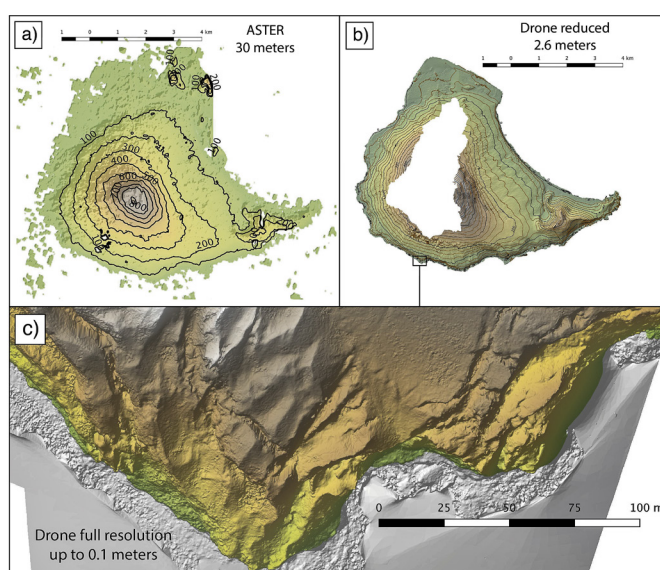 a)
1 0 1 2 3 4 km
ASTER
30 meters
200
100
100
300
400
600
800
200
b)
Drone reduced
2.6 meters
1 0 1 2 3 4 km
c)
Drone full resolution
up to 0.1 meters
0 25 50 75 100 m